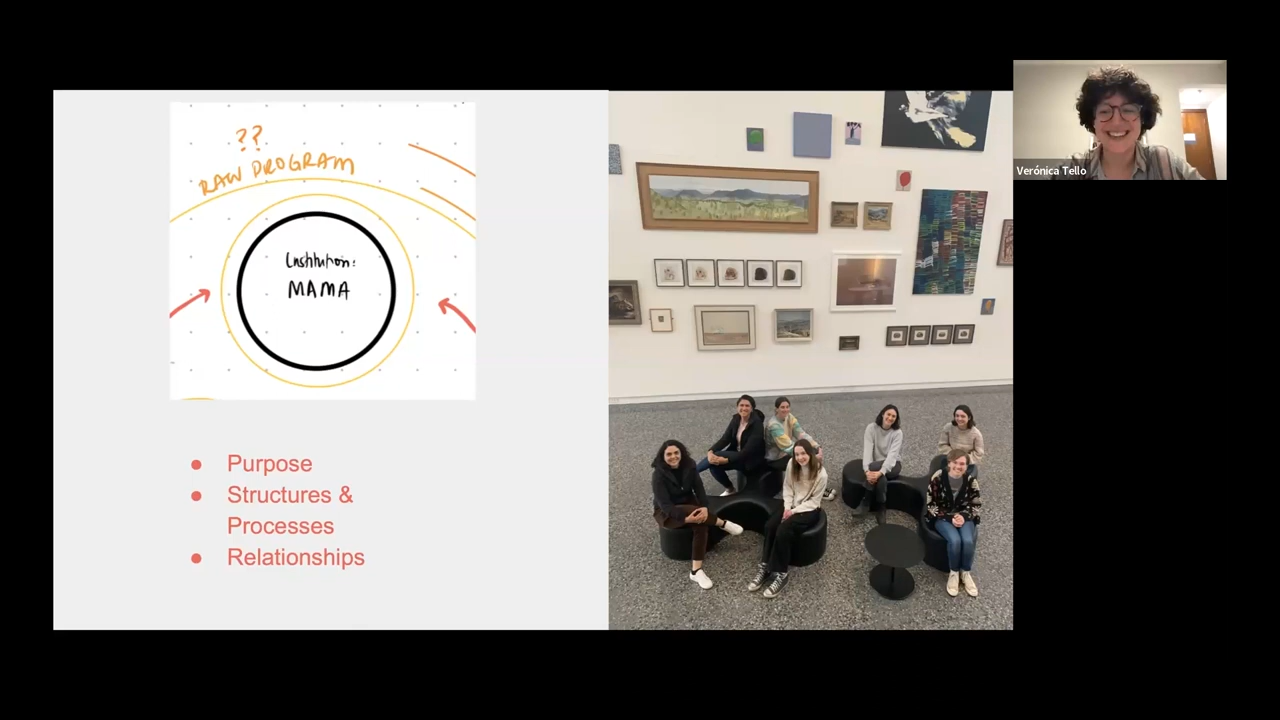 ??
RAW PROGRAM
Institution:
MAMA
Purpose
Structures &
Processes
Relationships
Verónica Tello